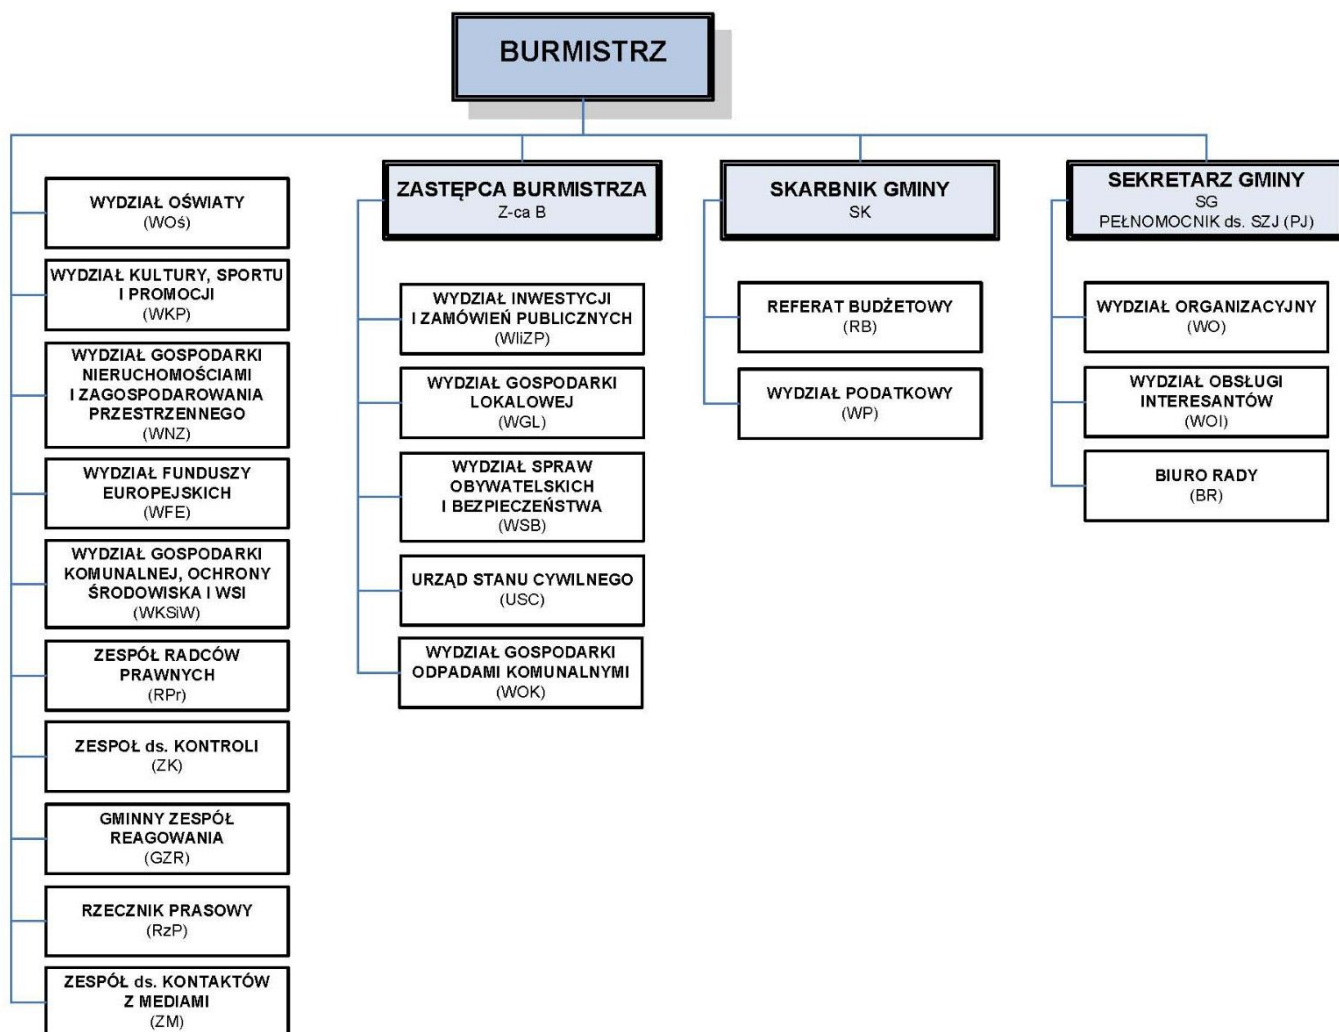 BURMISTRZ
WYDZIAŁ OŚWIATY
(WOś)
WYDZIAŁ KULTURY, SPORTU
I PROMOCJI
(WKP)
WYDZIAŁ GOSPODARKI
NIERUCHOMOŚCIAMI
I ZAGOSPODAROWANIA
PRZESTRZENNEGO
(WNZ)
WYDZIAŁ FUNDUSZY
EUROPEJSKICH
(WFE)
WYDZIAŁ GOSPODARKI
KOMUNALNEJ, OCHRONY
ŚRODOWISKA I WSI
(WKSiW)
ZESPÓŁ RADCÓW
PRAWNYCH
(RPr)
ZESPOŁ ds. KONTROLI
(ZK)
GMINNY ZESPÓŁ
REAGOWANIA
(GZR)
RZECZNIK PRASOWY
(RzP)
ZESPÓŁ ds. KONTAKTÓW
Z MEDIAMI
(ZM)
ZASTĘPCA BURMISTRZA
Z-ca B
WYDZIAŁ INWESTYCJI
I ZAMÓWIEŃ PUBLICZNYCH
(WIiZP)
WYDZIAŁ GOSPODARKI
LOKALOWEJ
(WGL)
WYDZIAŁ SPRAW
OBYWATELSKICH
I BEZPIECZEŃSTWA
(WSB)
URZĄD STANU CYWILNEGO
(USC)
WYDZIAŁ GOSPODARKI
ODPADAMI KOMUNALNYMI
(WOK)
SKARBNIK GMINY
SK
REFERAT BUDŻETOWY
(RB)
WYDZIAŁ PODATKOWY
(WP)
SEKRETARZ GMINY
SG
PEŁNOMOCNIK ds. SZJ (PJ)
WYDZIAŁ ORGANIZACYJNY
(WO)
WYDZIAŁ OBSŁUGI
INTERESANTÓW
(WOI)
BIURO RADY
(BR)